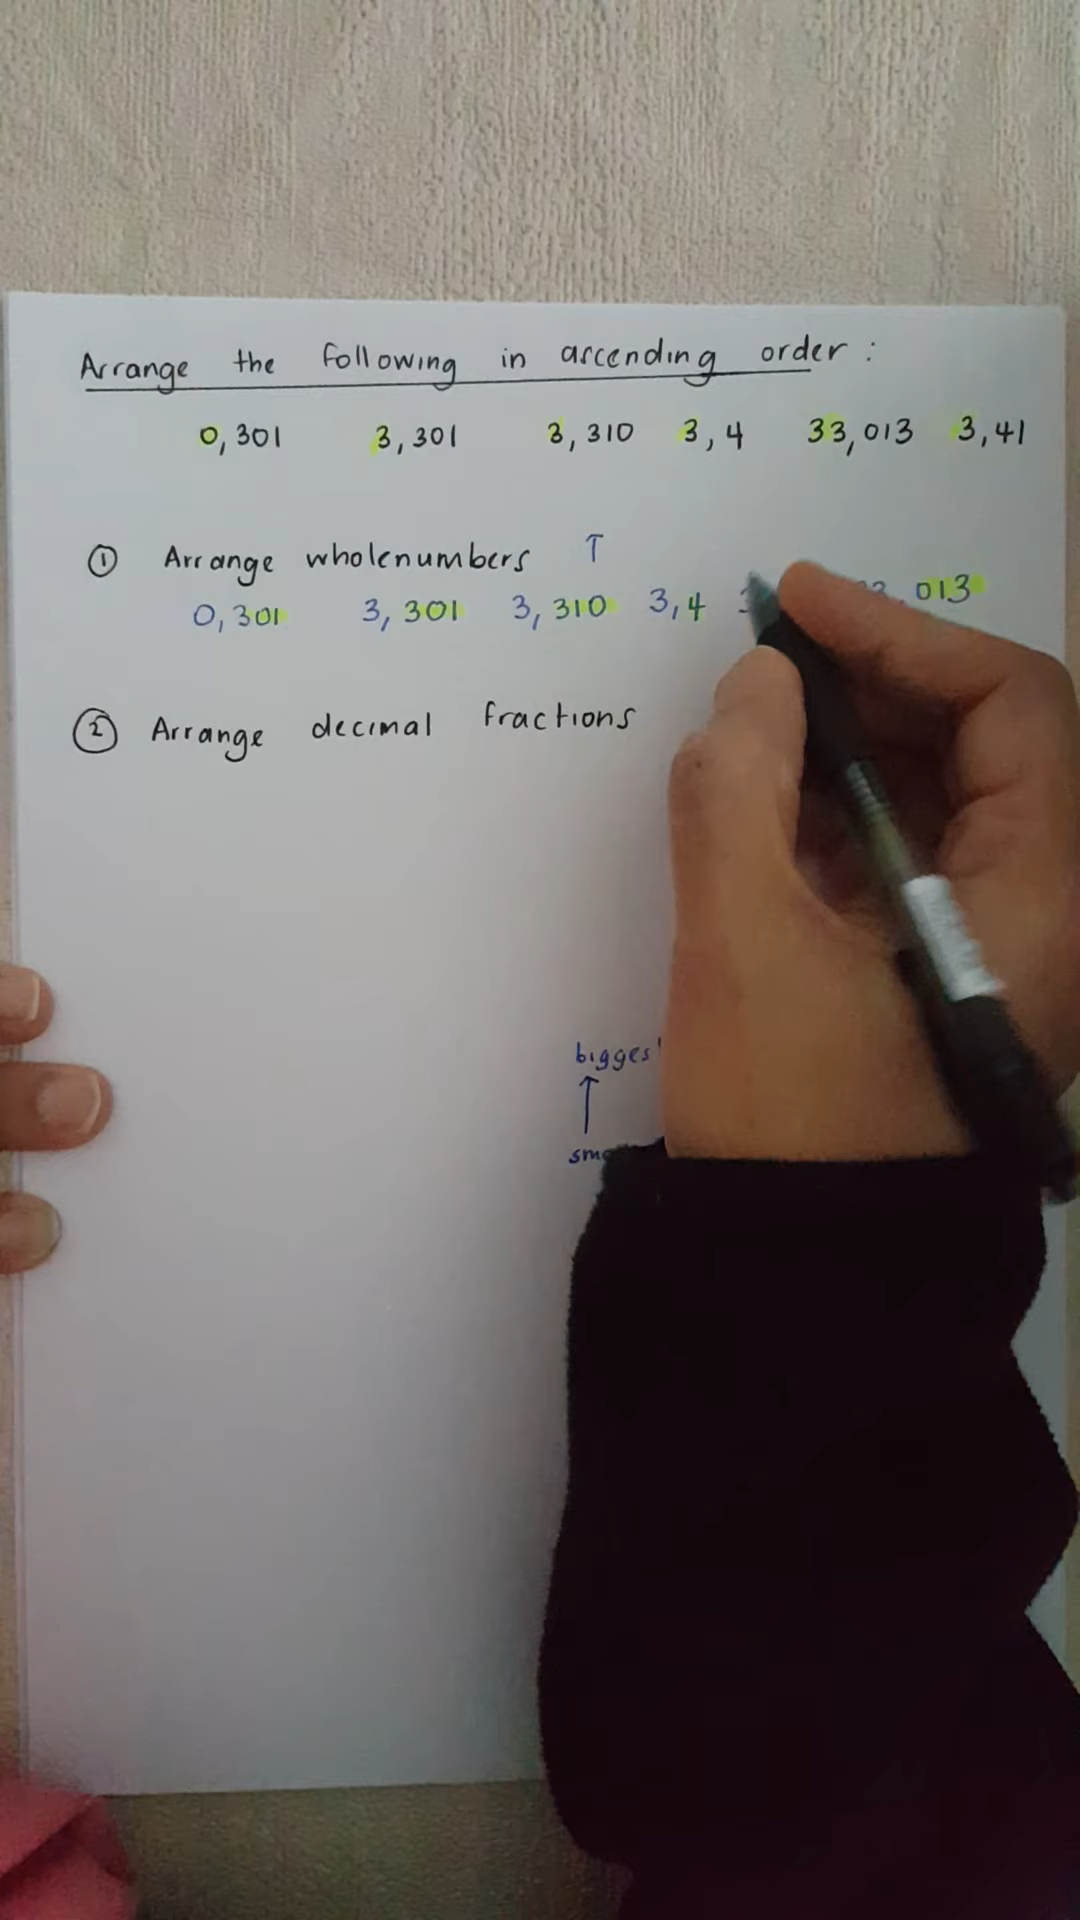 Arrange the following in ascending order :
0,301 3,301 3,310 3,4 33,013 3,41
① Arrange wholenumbers ↑
0,301 3,301 3,310 3,4 3 ,013
② Arrange decimal fractions
↑